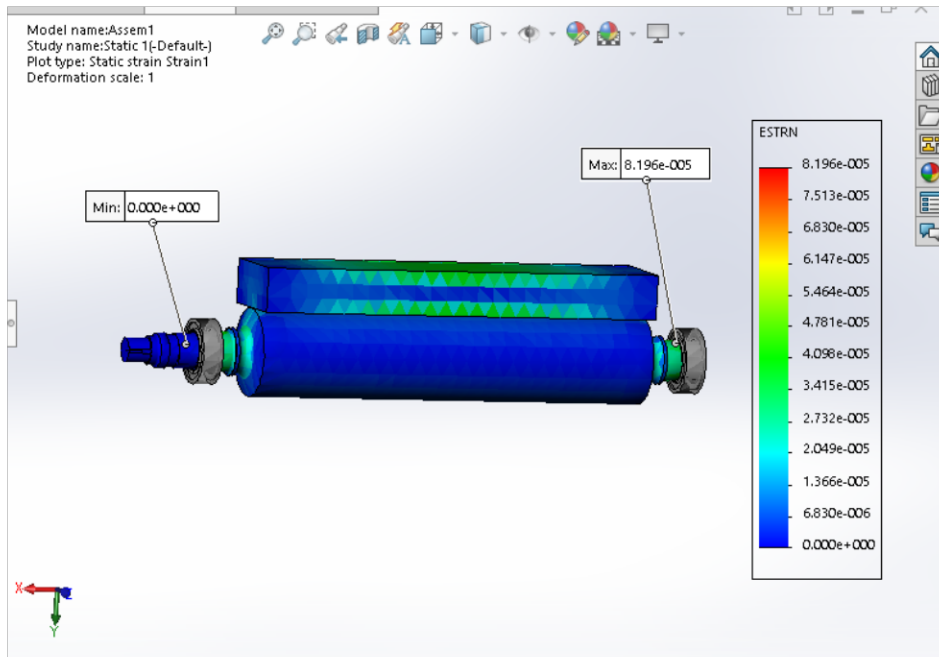 Model name:Assem1
Study name:Static 1(-Default-)
Plot type: Static strain Strain1
Deformation scale: 1
ESTRN
Max: 8.196e-005
8.196e-005
7.513e-005
6.830e-005
6.147e-005
5.464e-005
4.781e-005
4.098e-005
3.415e-005
2.732e-005
2.049e-005
1.366e-005
6.830e-006
0.000e+000
Min: 0.000e+000
X
Y